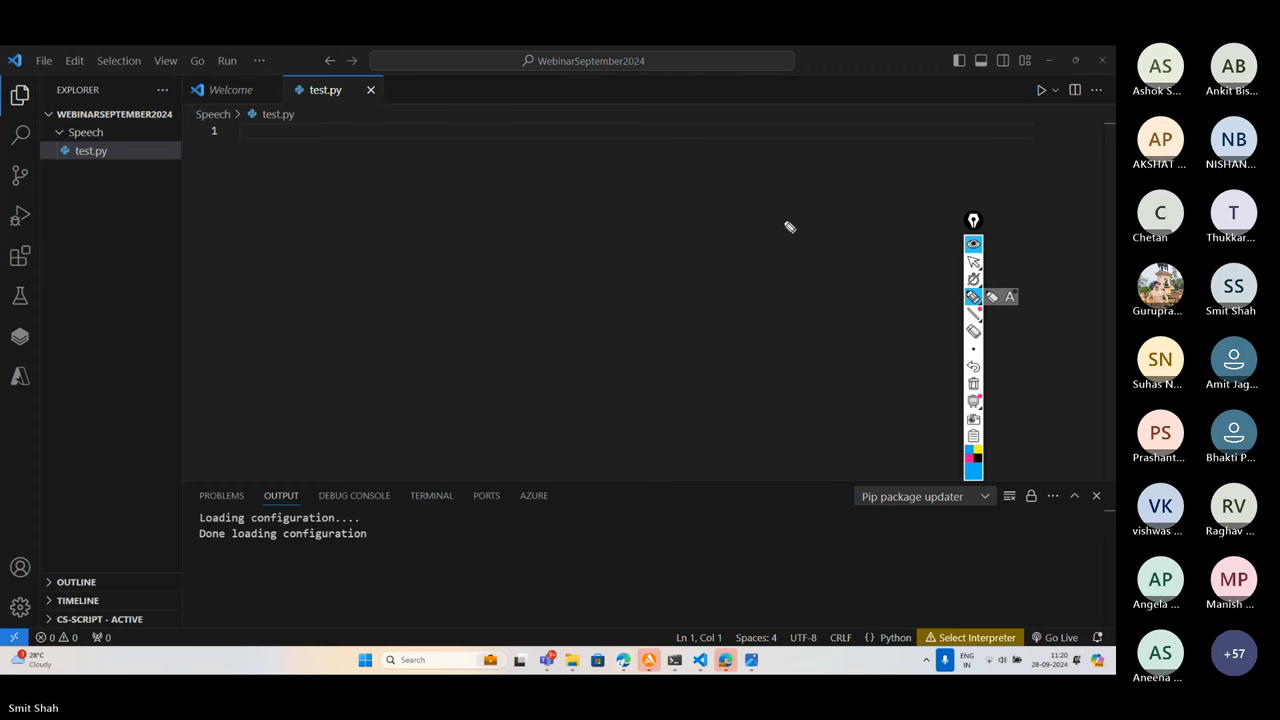 File Edit Selection View Go Run ···
WebinarSeptember2024
EXPLORER ···
WEBINARSEPTEMBER2024
Speech
test.py
Welcome
test.py
Speech > test.py
1
PROBLEMS OUTPUT DEBUG CONSOLE TERMINAL PORTS AZURE
Pip package updater
Loading configuration....
Done loading configuration
OUTLINE
TIMELINE
CS-SCRIPT - ACTIVE
0 0 0
Ln 1, Col 1 Spaces: 4 UTF-8 CRLF {} Python Select Interpreter Go Live
A
1
28°C
Cloudy
Search
ENG
IN
11:20
28-09-2024
AS
Ashok S...
AB
Ankit Bis...
AP
AKSHAT ...
NB
NISHAN...
C
Chetan
T
Thukkar...
Gurupra...
SS
Smit Shah
SN
Suhas N...
Amit Jag...
PS
Prashant...
Bhakti P...
VK
vishwas ...
RV
Raghav ...
AP
Angela ...
MP
Manish ...
AS
Aneena ...
+57
Smit Shah